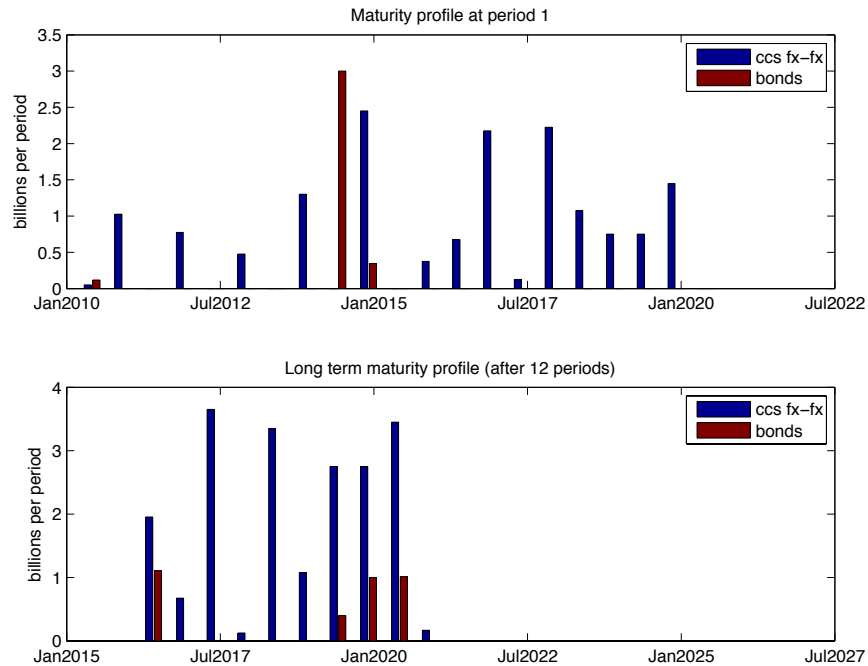 Maturity profile at period 1
3.5
3
2.5
2
1.5
1
0.5
0
billions per period
ccs fx−fx
bonds
Jan2010 Jul2012 Jan2015 Jul2017 Jan2020 Jul2022
Long term maturity profile (after 12 periods)
4
3
2
1
0
billions per period
ccs fx−fx
bonds
Jan2015 Jul2017 Jan2020 Jul2022 Jan2025 Jul2027